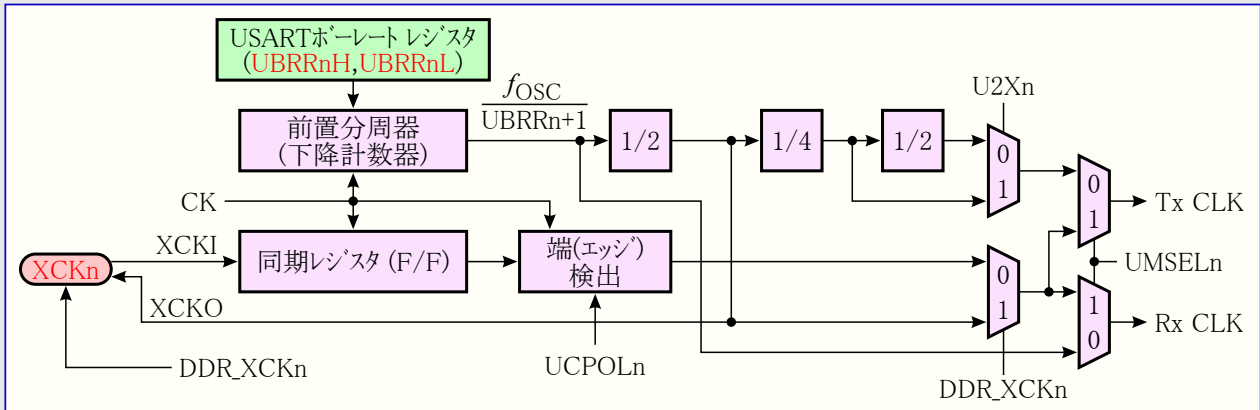 USARTボーレート レジスタ
(UBRRnH,UBRRnL)
fOSC
UBRRn+1
U2Xn
前置分周器
(下降計数器)
1/2
1/4
1/2
0
1
CK
0
1
Tx CLK
XCKI
同期レジスタ (F/F)
端(エッジ)
検出
XCKn
0
1
UMSELn
XCKO
1
0
Rx CLK
DDR_XCKn
UCPOLn
DDR_XCKn